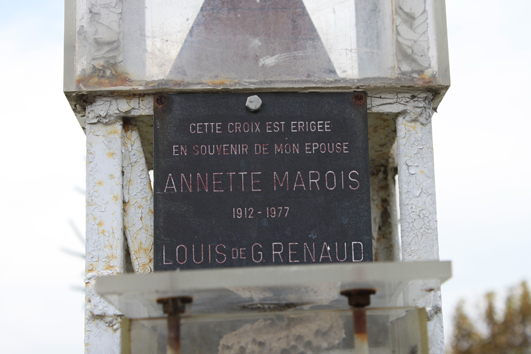 CETTE CROIX EST ERIGEE
EN SOUVENIR DE MON EPOUSE
ANNETTE MAROIS
1912-1977
LOUIS DE G. RENAUD